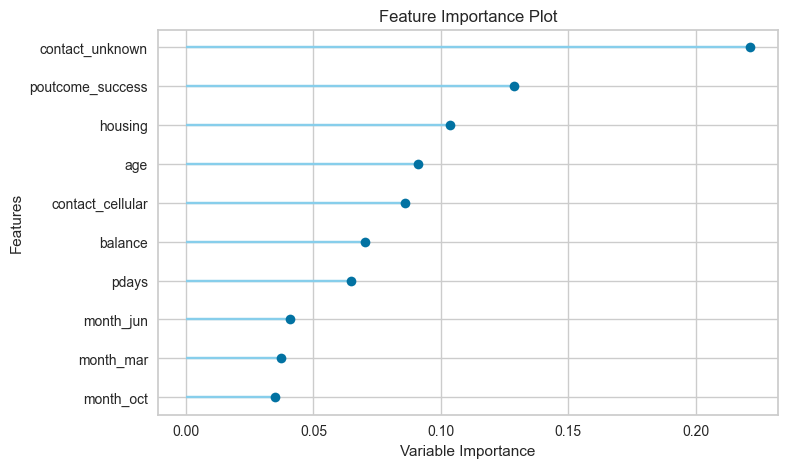 Feature Importance Plot
contact_unknown
poutcome_success
housing
age
contact_cellular
balance
pdays
month_jun
month_mar
month_oct
Features
0.00 0.05 0.10 0.15 0.20
Variable Importance